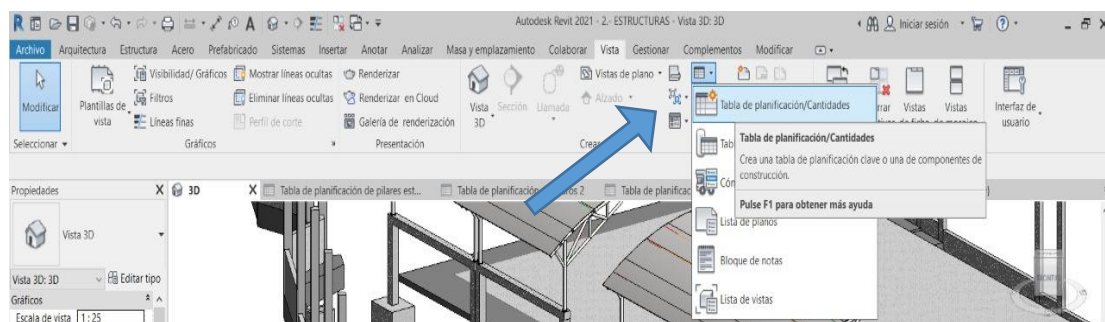 Autodesk Revit 2021 - 2.- ESTRUCTURAS - Vista 3D: 3D
Iniciar sesión
Archivo Arquitectura Estructura Acero Prefabricado Sistemas Insertar Anotar Analizar Masa y emplazamiento Colaborar Vista Gestionar Complementos Modificar
Modificar
Plantillas de vista
Visibilidad/ Gráficos
Filtros
Líneas finas
Mostrar líneas ocultas
Eliminar líneas ocultas
Perfil de corte
Renderizar
Renderizar en Cloud
Galería de renderización
Vista 3D
Sección
Llamada
Vistas de plano
Alzado
Vistas
Vistas
Interfaz de usuario
Seleccionar
Gráficos
Presentación
Tabla de planificación/Cantidades
Tabla de planificación/Cantidades
Crea una tabla de planificación clave o una de componentes de construcción.
Pulse F1 para obtener más ayuda
Lista de planos
Bloque de notas
Lista de vistas
Propiedades X
3D X
Tabla de planificación de pilares est...
Tabla de planificación
Vista 3D
Vista 3D: 3D
Editar tipo
Gráficos
Escala de vista 1 : 25